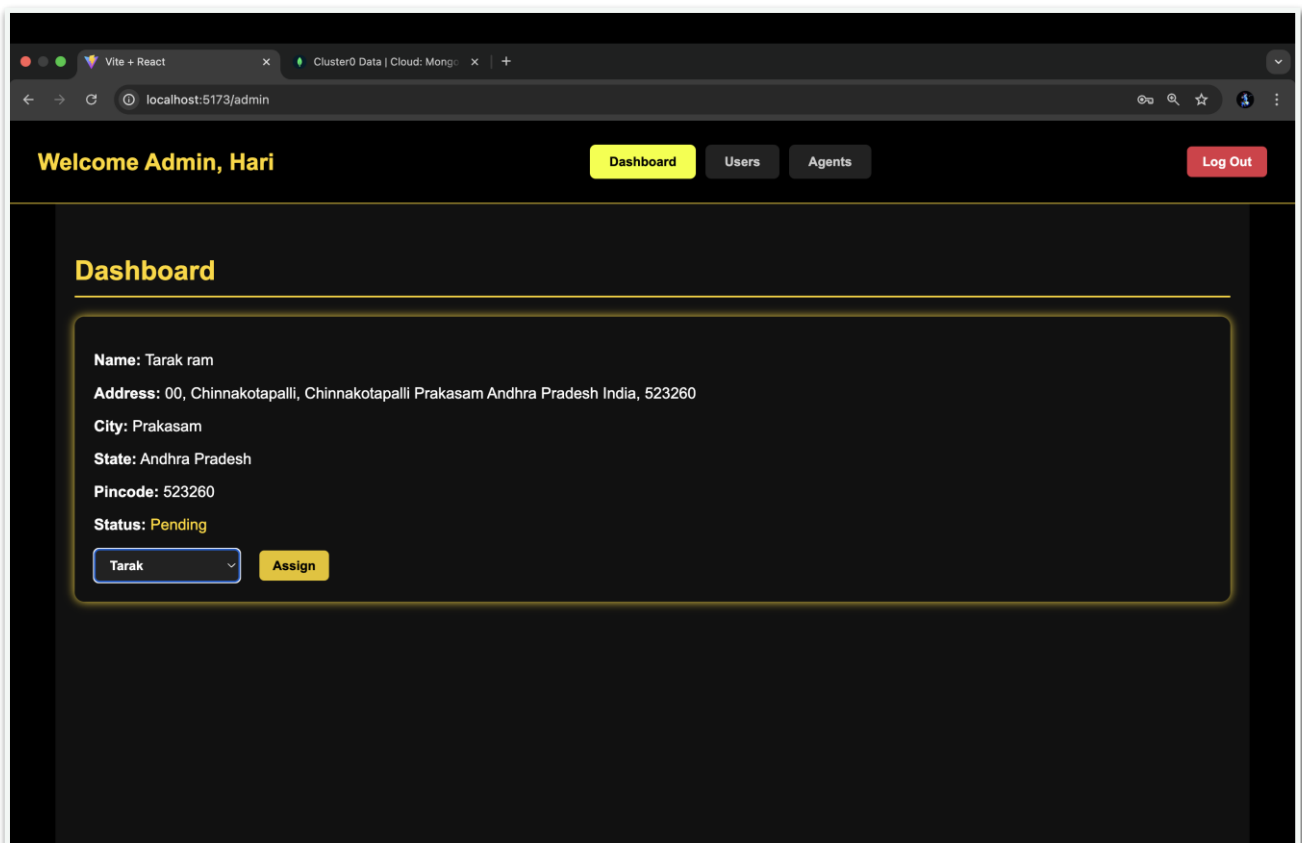 Vite + React
Cluster0 Data | Cloud: Mongo
localhost:5173/admin
Welcome Admin, Hari
Dashboard
Users
Agents
Log Out
Dashboard
Name: Tarak ram
Address: 00, Chinnakotapalli, Chinnakotapalli Prakasam Andhra Pradesh India, 523260
City: Prakasam
State: Andhra Pradesh
Pincode: 523260
Status: Pending
Tarak
Assign